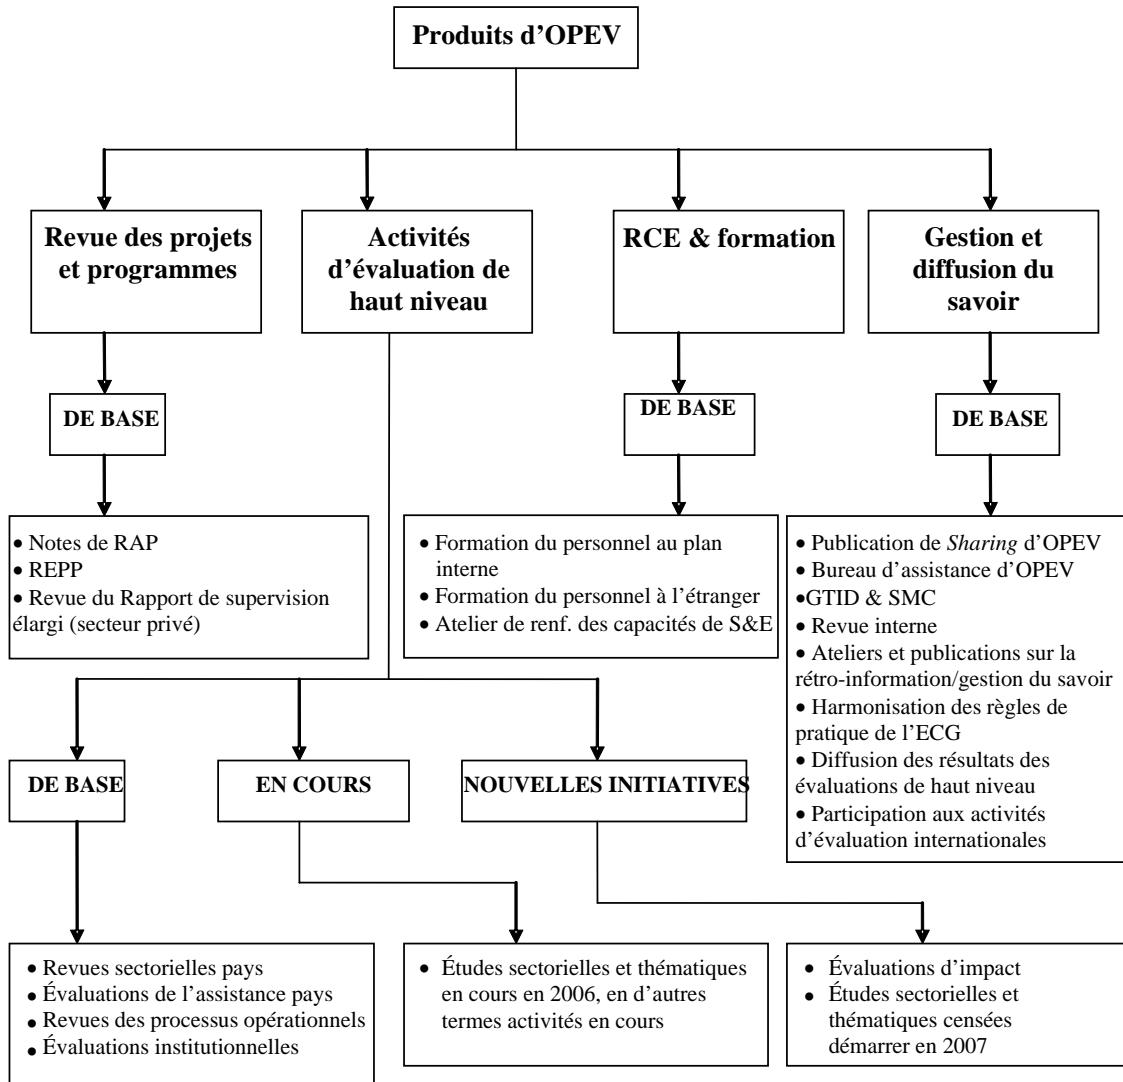 Produits d'OPEV
Revue des projets
et programmes
Activités
d'évaluation de
haut niveau
RCE & formation
Gestion et
diffusion du
savoir
DE BASE
DE BASE
DE BASE
• Notes de RAP
• REPP
• Revue du Rapport de supervision
élargi (secteur privé)
• Formation du personnel au plan
interne
• Formation du personnel à l'étranger
• Atelier de renf. des capacités de S&E
• Publication de Sharing d'OPEV
• Bureau d'assistance d'OPEV
•GTID & SMC
• Revue interne
• Ateliers et publications sur la
rétro-information/gestion du savoir
• Harmonisation des règles de
pratique de l'ECG
• Diffusion des résultats des
évaluations de haut niveau
• Participation aux activités
d'évaluation internationales
DE BASE
EN COURS
NOUVELLES INITIATIVES
• Revues sectorielles pays
• Évaluations de l'assistance pays
• Revues des processus opérationnels
• Évaluations institutionnelles
• Études sectorielles et thématiques
en cours en 2006, en d'autres
termes activités en cours
• Évaluations d'impact
• Études sectorielles et
thématiques censées
démarrer en 2007